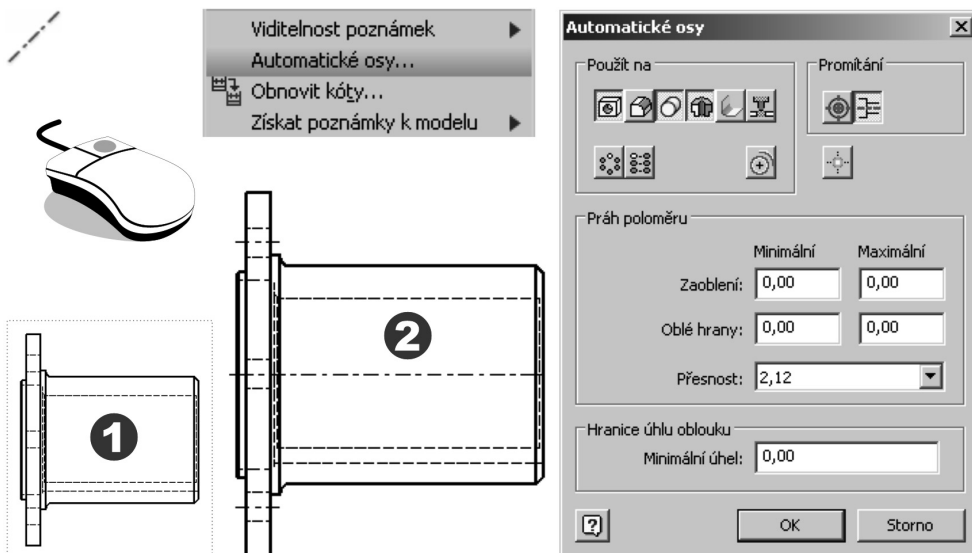 Viditelnost poznámek
Automatické osy...
Obnovit kóty...
Získat poznámky k modelu
1
2
Automatické osy
Použít na
Promítání
Práh poloměru
Minimální Maximální
Zaoblení: 0,00 0,00
Oblé hrany: 0,00 0,00
Přesnost: 2,12
Hranice úhlu oblouku
Minimální úhel: 0,00
OK Storno